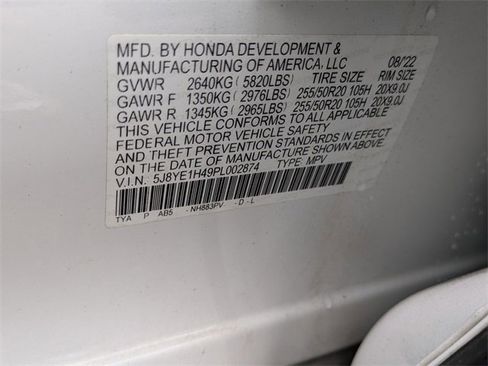 MFD. BY HONDA DEVELOPMENT &
MANUFACTURING OF AMERICA, LLC 08/'22
GVWR 2640KG (5820LBS) TIRE SIZE RIM SIZE
GAWR F 1350KG (2976LBS) 255/50R20 105H 20X9.0J
GAWR R 1345KG (2965LBS) 255/50R20 105H 20X9.0J
THIS VEHICLE CONFORMS TO ALL APPLICABLE
FEDERAL MOTOR VEHICLE SAFETY, BUMPER,
AND THEFT PREVENTION STANDARDS IN EFFECT
ON THE DATE OF MANUFACTURE SHOWN ABOVE.
V.I.N. 5J8YE1H49PL002874 TYPE: MPV
TYA P AB5 - NH883PV- - D - L